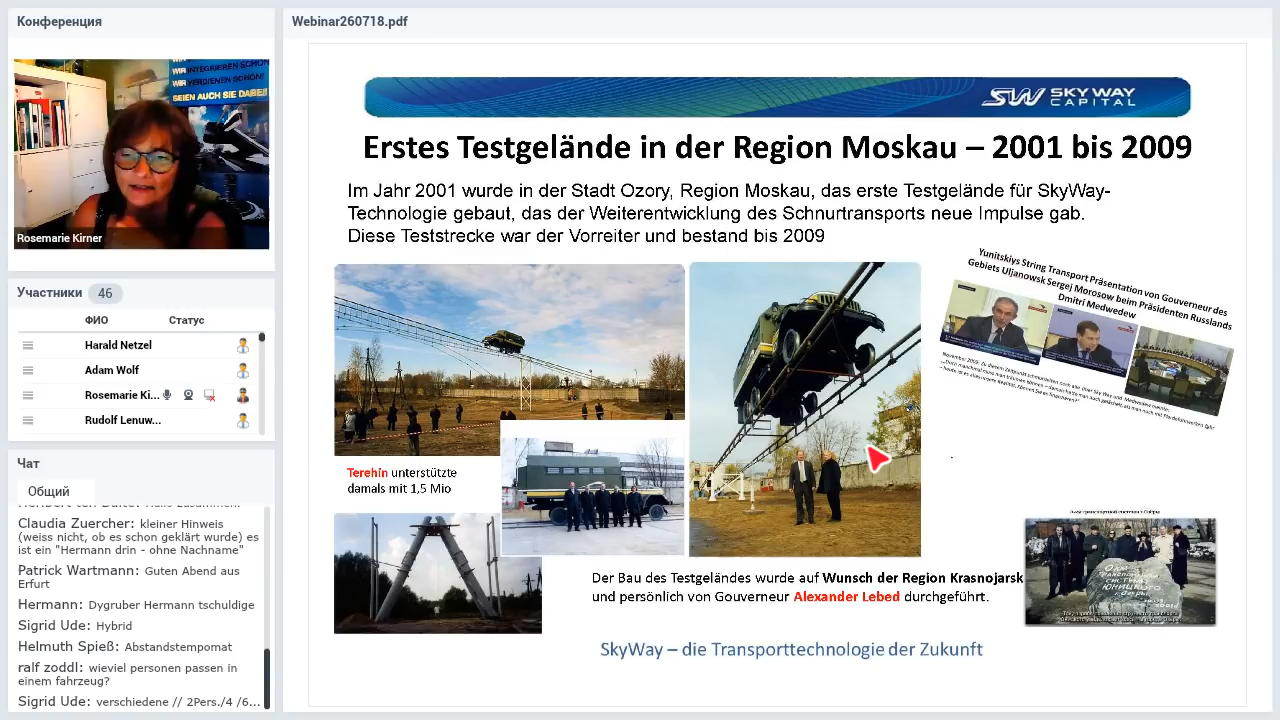 Конференция
WIR INTEGRIEREN SCHON
WIR VERDIENEN SCHON!
SEIEN AUCH SIE DABEI!
Rosemarie Kirner
Участники 46
ФИО Статус
Harald Netzel
Adam Wolf
Rosemarie Ki...
Rudolf Lenuw...
Чат
Общий
Claudia Zuercher: kleiner Hinweis
(weiss nicht, ob es schon geklärt wurde) es
ist ein "Hermann drin - ohne Nachname"
Patrick Wartmann: Guten Abend aus
Erfurt
Hermann: Dygruber Hermann tschuldige
Sigrid Ude: Hybrid
Helmuth Spieß: Abstandstempomat
ralf zoddl: wieviel personen passen in
einem fahrzeug?
Sigrid Ude: verschiedene // 2Pers./4 /6...
Webinar260718.pdf
SW SKY WAY
CAPITAL
Erstes Testgelände in der Region Moskau – 2001 bis 2009
Im Jahr 2001 wurde in der Stadt Ozory, Region Moskau, das erste Testgelände für SkyWay-
Technologie gebaut, das der Weiterentwicklung des Schnurtransports neue Impulse gab.
Diese Teststrecke war der Vorreiter und bestand bis 2009
Yunitskiys String Transport Präsentation von Gouverneur des
Gebiets Uljanowsk Sergej Morosow beim Präsidenten Russlands
Dmitri Medwedew
Terehin unterstützte
damals mit 1,5 Mio
Der Bau des Testgeländes wurde auf Wunsch der Region Krasnojarsk
und persönlich von Gouverneur Alexander Lebed durchgeführt.
SkyWay – die Transporttechnologie der Zukunft